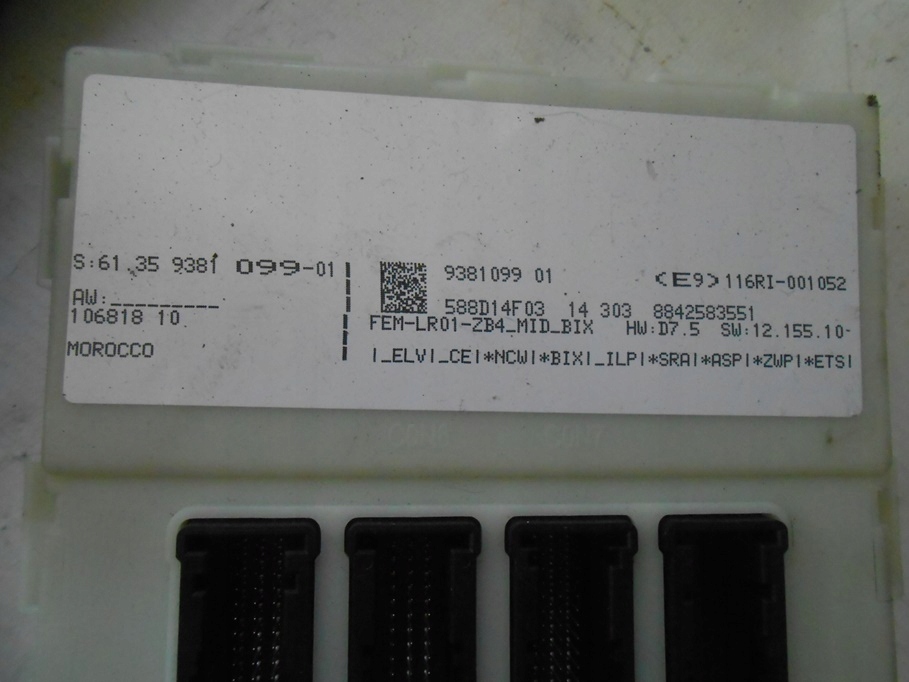 S:61.35 9381 099-01
AW:_________
106818 10
MOROCCO
9381099 01
<E9>116RI-001052
588D14F03 14 303 8842583551
FEM-LR01-ZB4_MID_BIX HW:D7.5 SW:12.155.10
|_ELV|_CE|*NCW|*BIX|_ILP|*SRA|*ASP|*ZWP|*ETS|